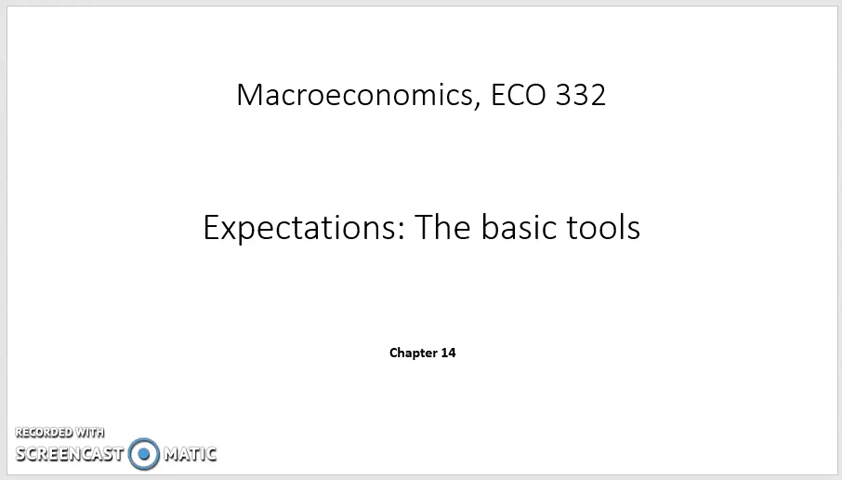 Macroeconomics, ECO 332
Expectations: The basic tools
Chapter 14
RECORDED WITH
SCREENCAST MATIC